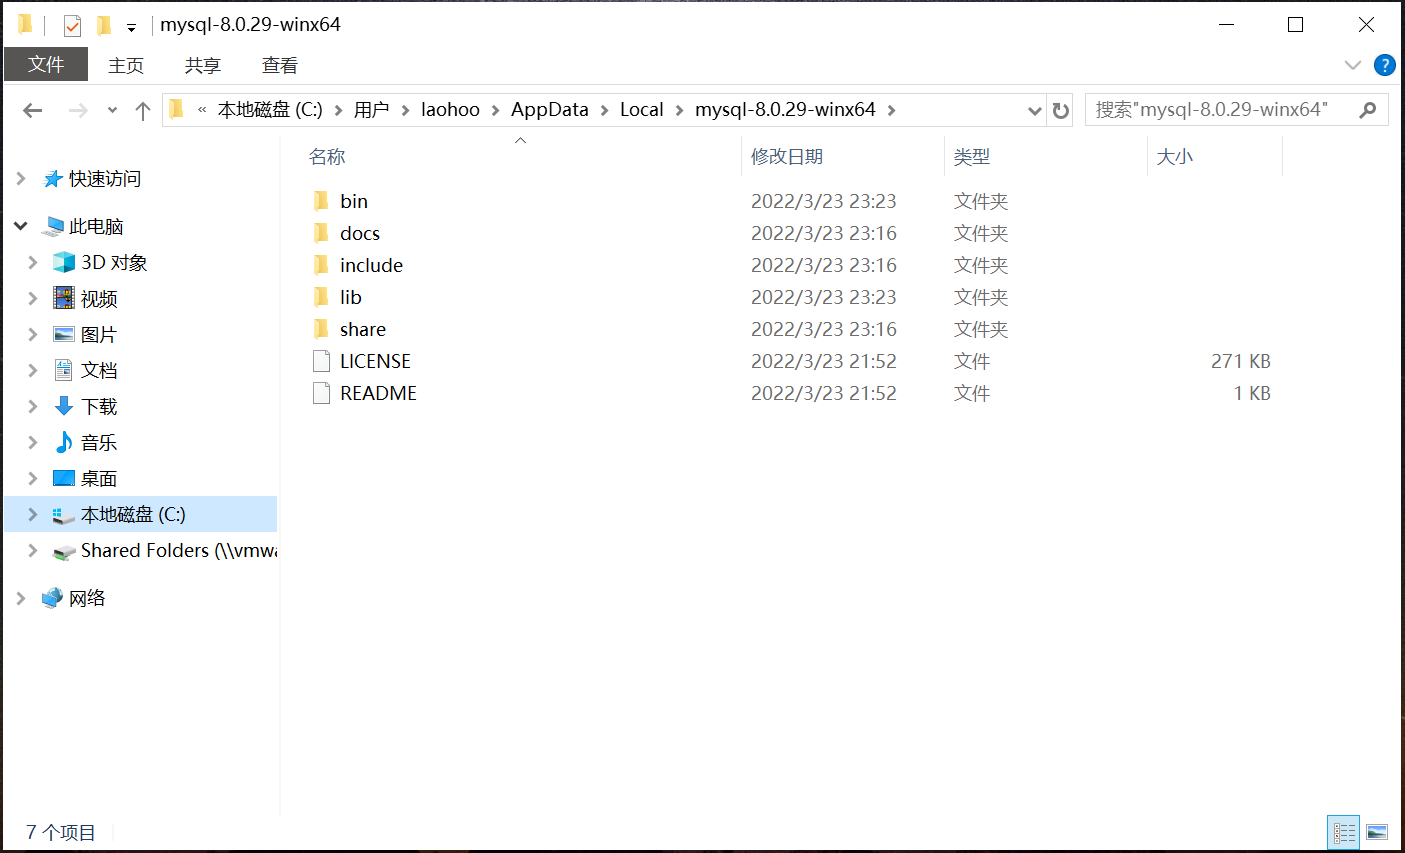 mysql-8.0.29-winx64
文件 主页 共享 查看
« 本地磁盘 (C:) 用户 laohoo AppData Local mysql-8.0.29-winx64 搜索"mysql-8.0.29-winx64"
名称 修改日期 类型 大小
快速访问
此电脑
3D 对象
视频
图片
文档
下载
音乐
桌面
本地磁盘 (C:)
Shared Folders (\\vmwa
网络
bin 2022/3/23 23:23 文件夹
docs 2022/3/23 23:16 文件夹
include 2022/3/23 23:16 文件夹
lib 2022/3/23 23:23 文件夹
share 2022/3/23 23:16 文件夹
LICENSE 2022/3/23 21:52 文件 271 KB
README 2022/3/23 21:52 文件 1 KB
7 个项目